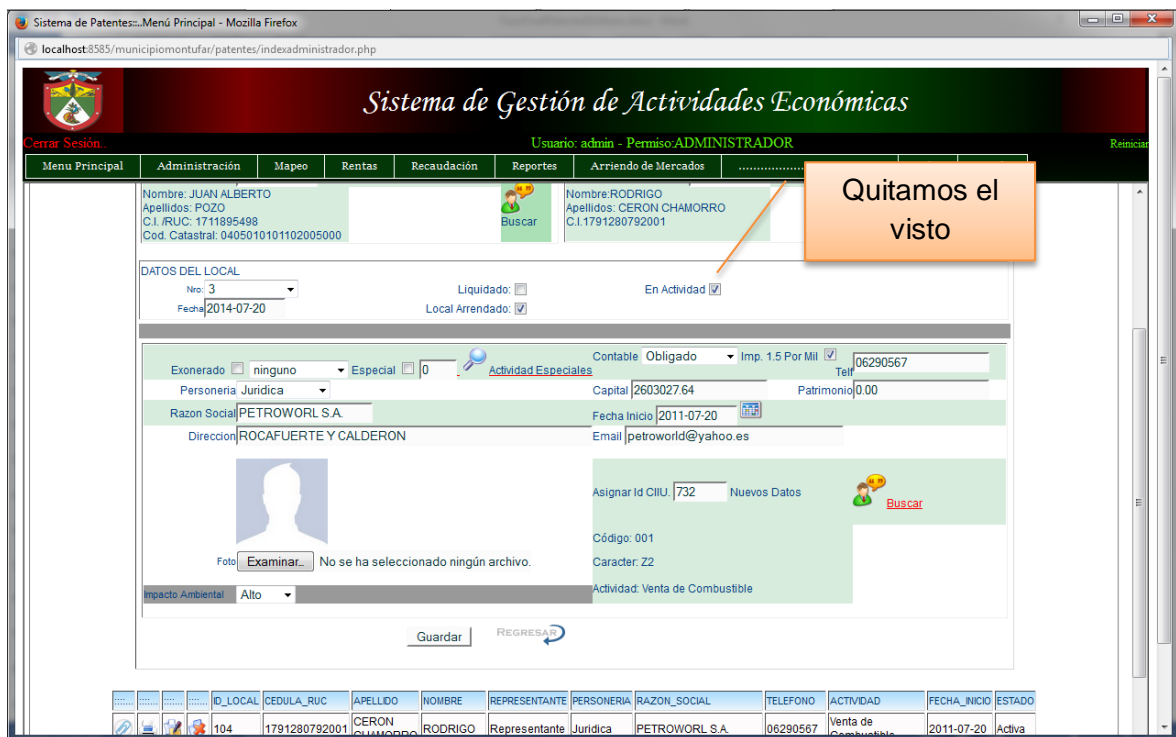 Sistema de Patentes::..Menú Principal - Mozilla Firefox
localhost:8585/municipiomontufar/patentes/indexadministrador.php
Sistema de Gestión de Actividades Económicas
Cerrar Sesión..
Usuario: admin - Permiso:ADMINISTRADOR
Reiniciar
Menu Principal Administración Mapeo Rentas Recaudación Reportes Arriendo de Mercados
Quitamos el
visto
Nombre: JUAN ALBERTO
Apellidos: POZO
C.I. /RUC: 1711895498
Cod. Catastral: 0405010101102005000
Buscar
Nombre:RODRIGO
Apellidos: CERON CHAMORRO
C.I.1791280792001
DATOS DEL LOCAL
Nro: 3 Liquidado: En Actividad
Fecha 2014-07-20 Local Arrendado:
Exonerado ninguno Especial 0 Actividad Especiales Contable Obligado Imp. 1.5 Por Mil Telf 06290567
Personeria Juridica Capital 2603027.64 Patrimonio 0.00
Razon Social PETROWORL S.A. Fecha Inicio 2011-07-20
Direccion ROCAFUERTE Y CALDERON Email petroworld@yahoo.es
Asignar Id CIIU. 732 Nuevos Datos Buscar
Código: 001
Foto Examinar... No se ha seleccionado ningún archivo. Caracter: Z2
Actividad: Venta de Combustible
Impacto Ambiental Alto
Guardar REGRESAR
ID_LOCAL CEDULA_RUC APELLIDO NOMBRE REPRESENTANTE PERSONERIA RAZON_SOCIAL TELEFONO ACTIVIDAD FECHA_INICIO ESTADO
104 1791280792001 CERON CHAMORRO RODRIGO Representante Juridica PETROWORL S.A. 06290567 Venta de Combustible 2011-07-20 Activa